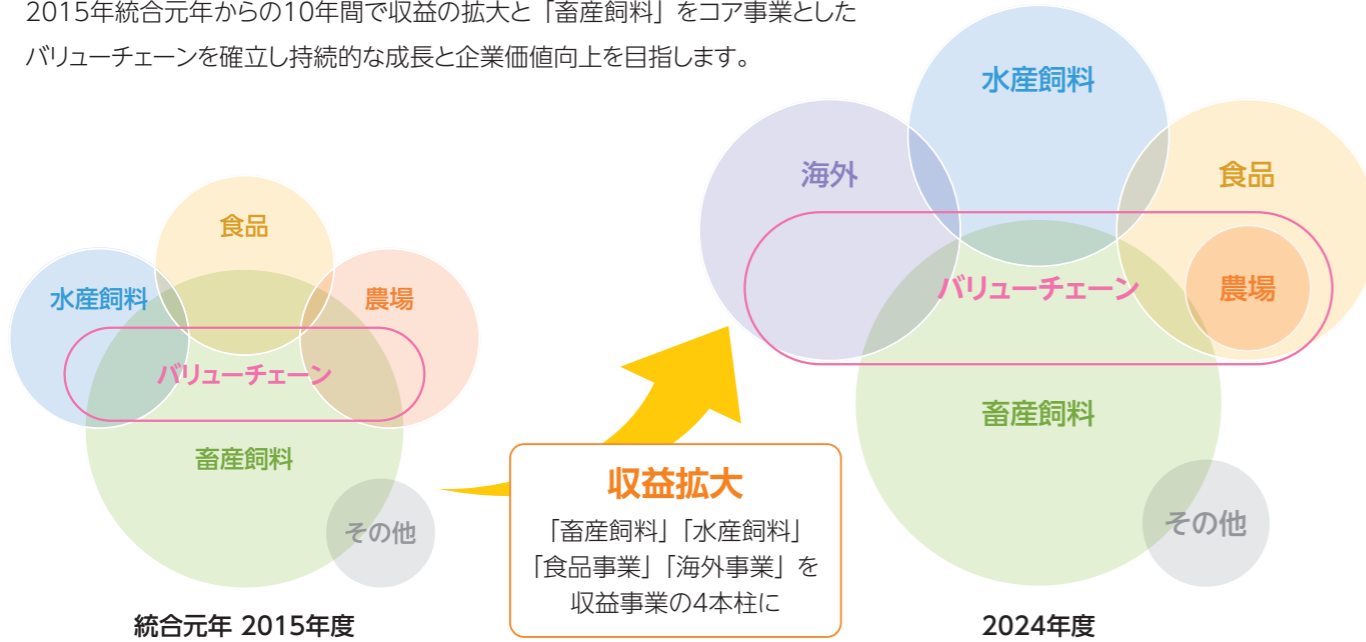 2015年統合元年からの10年間で収益の拡大と「畜産飼料」をコア事業とした
バリューチェーンを確立し持続的な成長と企業価値向上を目指します。
食品
水産飼料
農場
バリューチェーン
畜産飼料
その他
統合元年 2015年度
収益拡大
「畜産飼料」「水産飼料」
「食品事業」「海外事業」を
収益事業の4本柱に
水産飼料
海外
食品
バリューチェーン
農場
畜産飼料
その他
2024年度